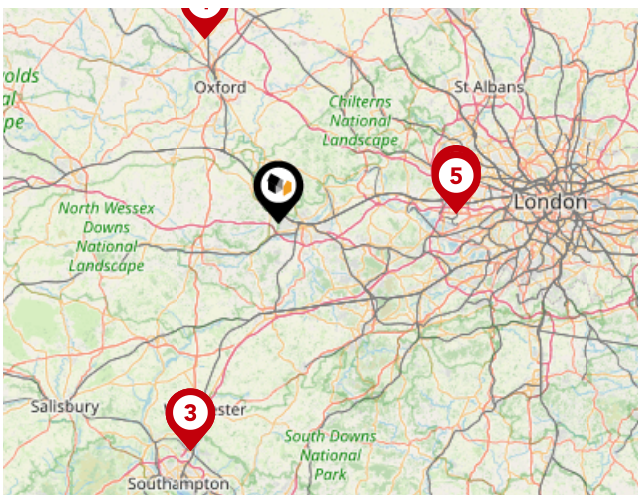 Oxford
olds
al
pe
St Albans
Chilterns
National
Landscape
5
London
North Wessex
Downs
National
Landscape
Salisbury
3
ester
South Downs
National
Park
Southampton